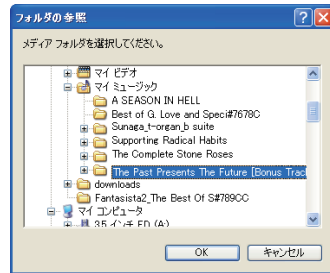 フォルダの参照
メディア フォルダを選択してください。
マイ ビデオ
マイ ミュージック
A SEASON IN HELL
Best of G. Love and Speci#7678C
Sunaga_t-organ_b suite
Supporting Radical Habits
The Complete Stone Roses
The Past Presents The Future [Bonus Trac
downloads
Fantasista2_The Best Of S#789CC
マイ コンピュータ
3.5 インチ FD (A:)
OK
キャンセル